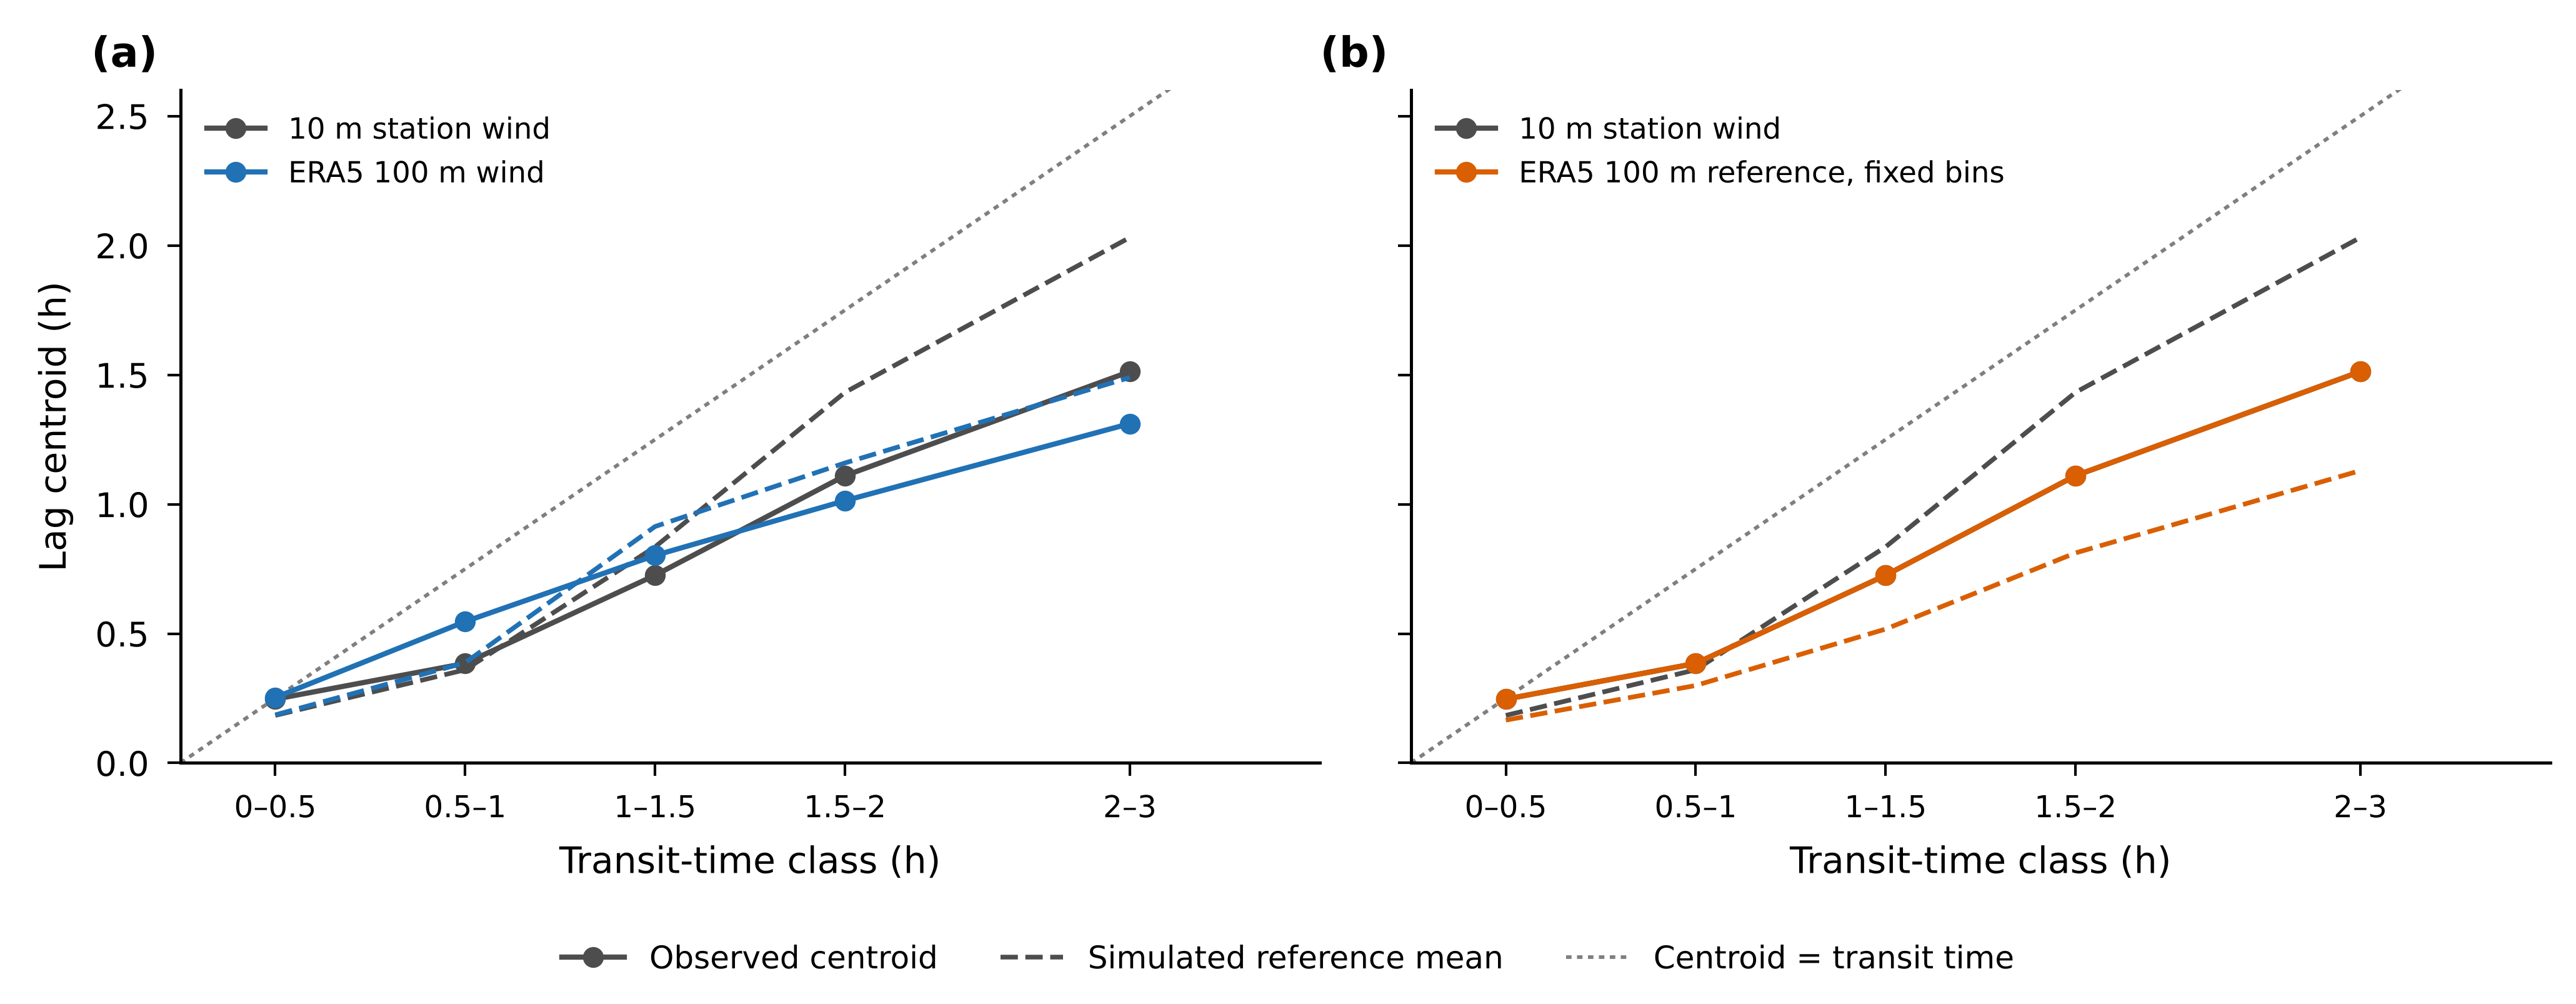 (a)
2.5
2.0
1.5
1.0
0.5
0.0
Lag centroid (h)
10 m station wind
ERA5 100 m wind
0–0.5
0.5–1
1–1.5
1.5–2
2–3
Transit-time class (h)
(b)
10 m station wind
ERA5 100 m reference, fixed bins
0–0.5
0.5–1
1–1.5
1.5–2
2–3
Transit-time class (h)
Observed centroid
Simulated reference mean
Centroid = transit time